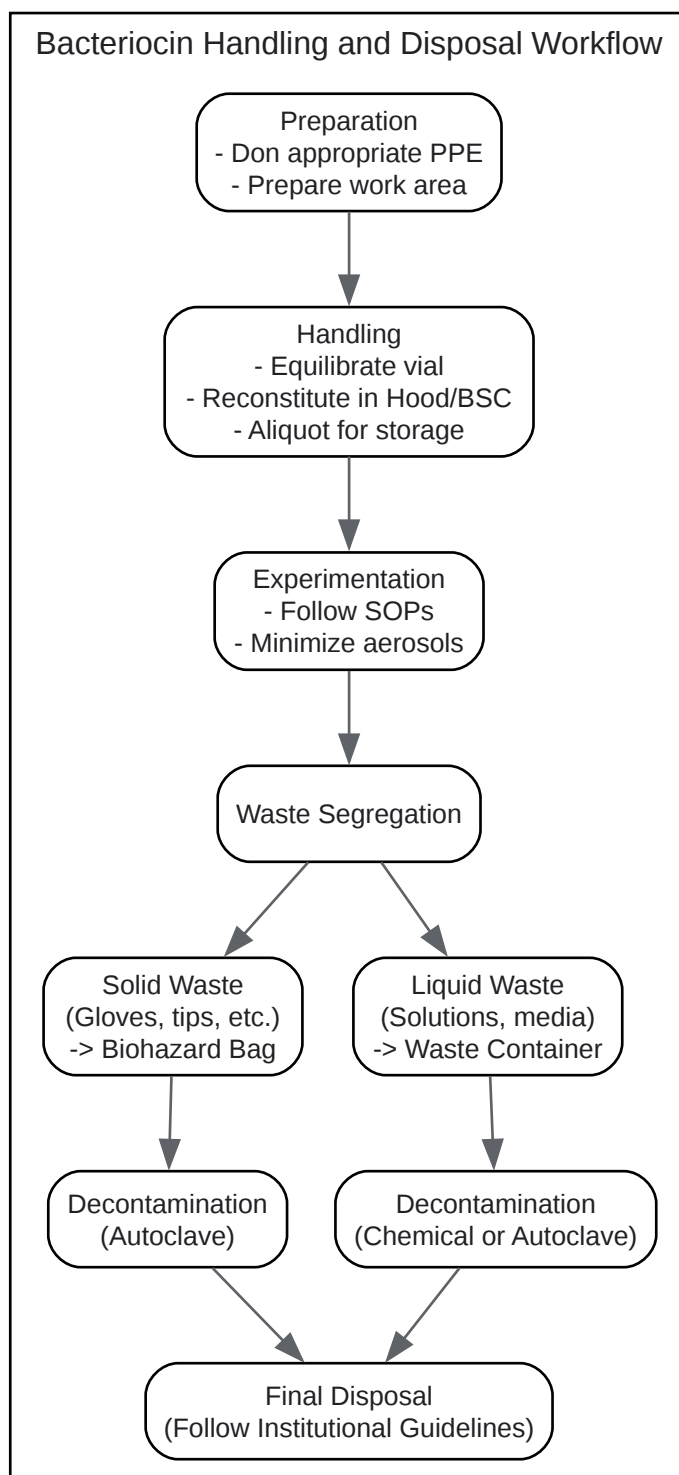 Bacteriocin Handling and Disposal Workflow
Preparation
- Don appropriate PPE
- Prepare work area
Handling
- Equilibrate vial
- Reconstitute in Hood/BSC
- Aliquot for storage
Experimentation
- Follow SOPs
- Minimize aerosols
Waste Segregation
Solid Waste
(Gloves, tips, etc.)
-> Biohazard Bag
Liquid Waste
(Solutions, media)
-> Waste Container
Decontamination
(Autoclave)
Decontamination
(Chemical or Autoclave)
Final Disposal
(Follow Institutional Guidelines)